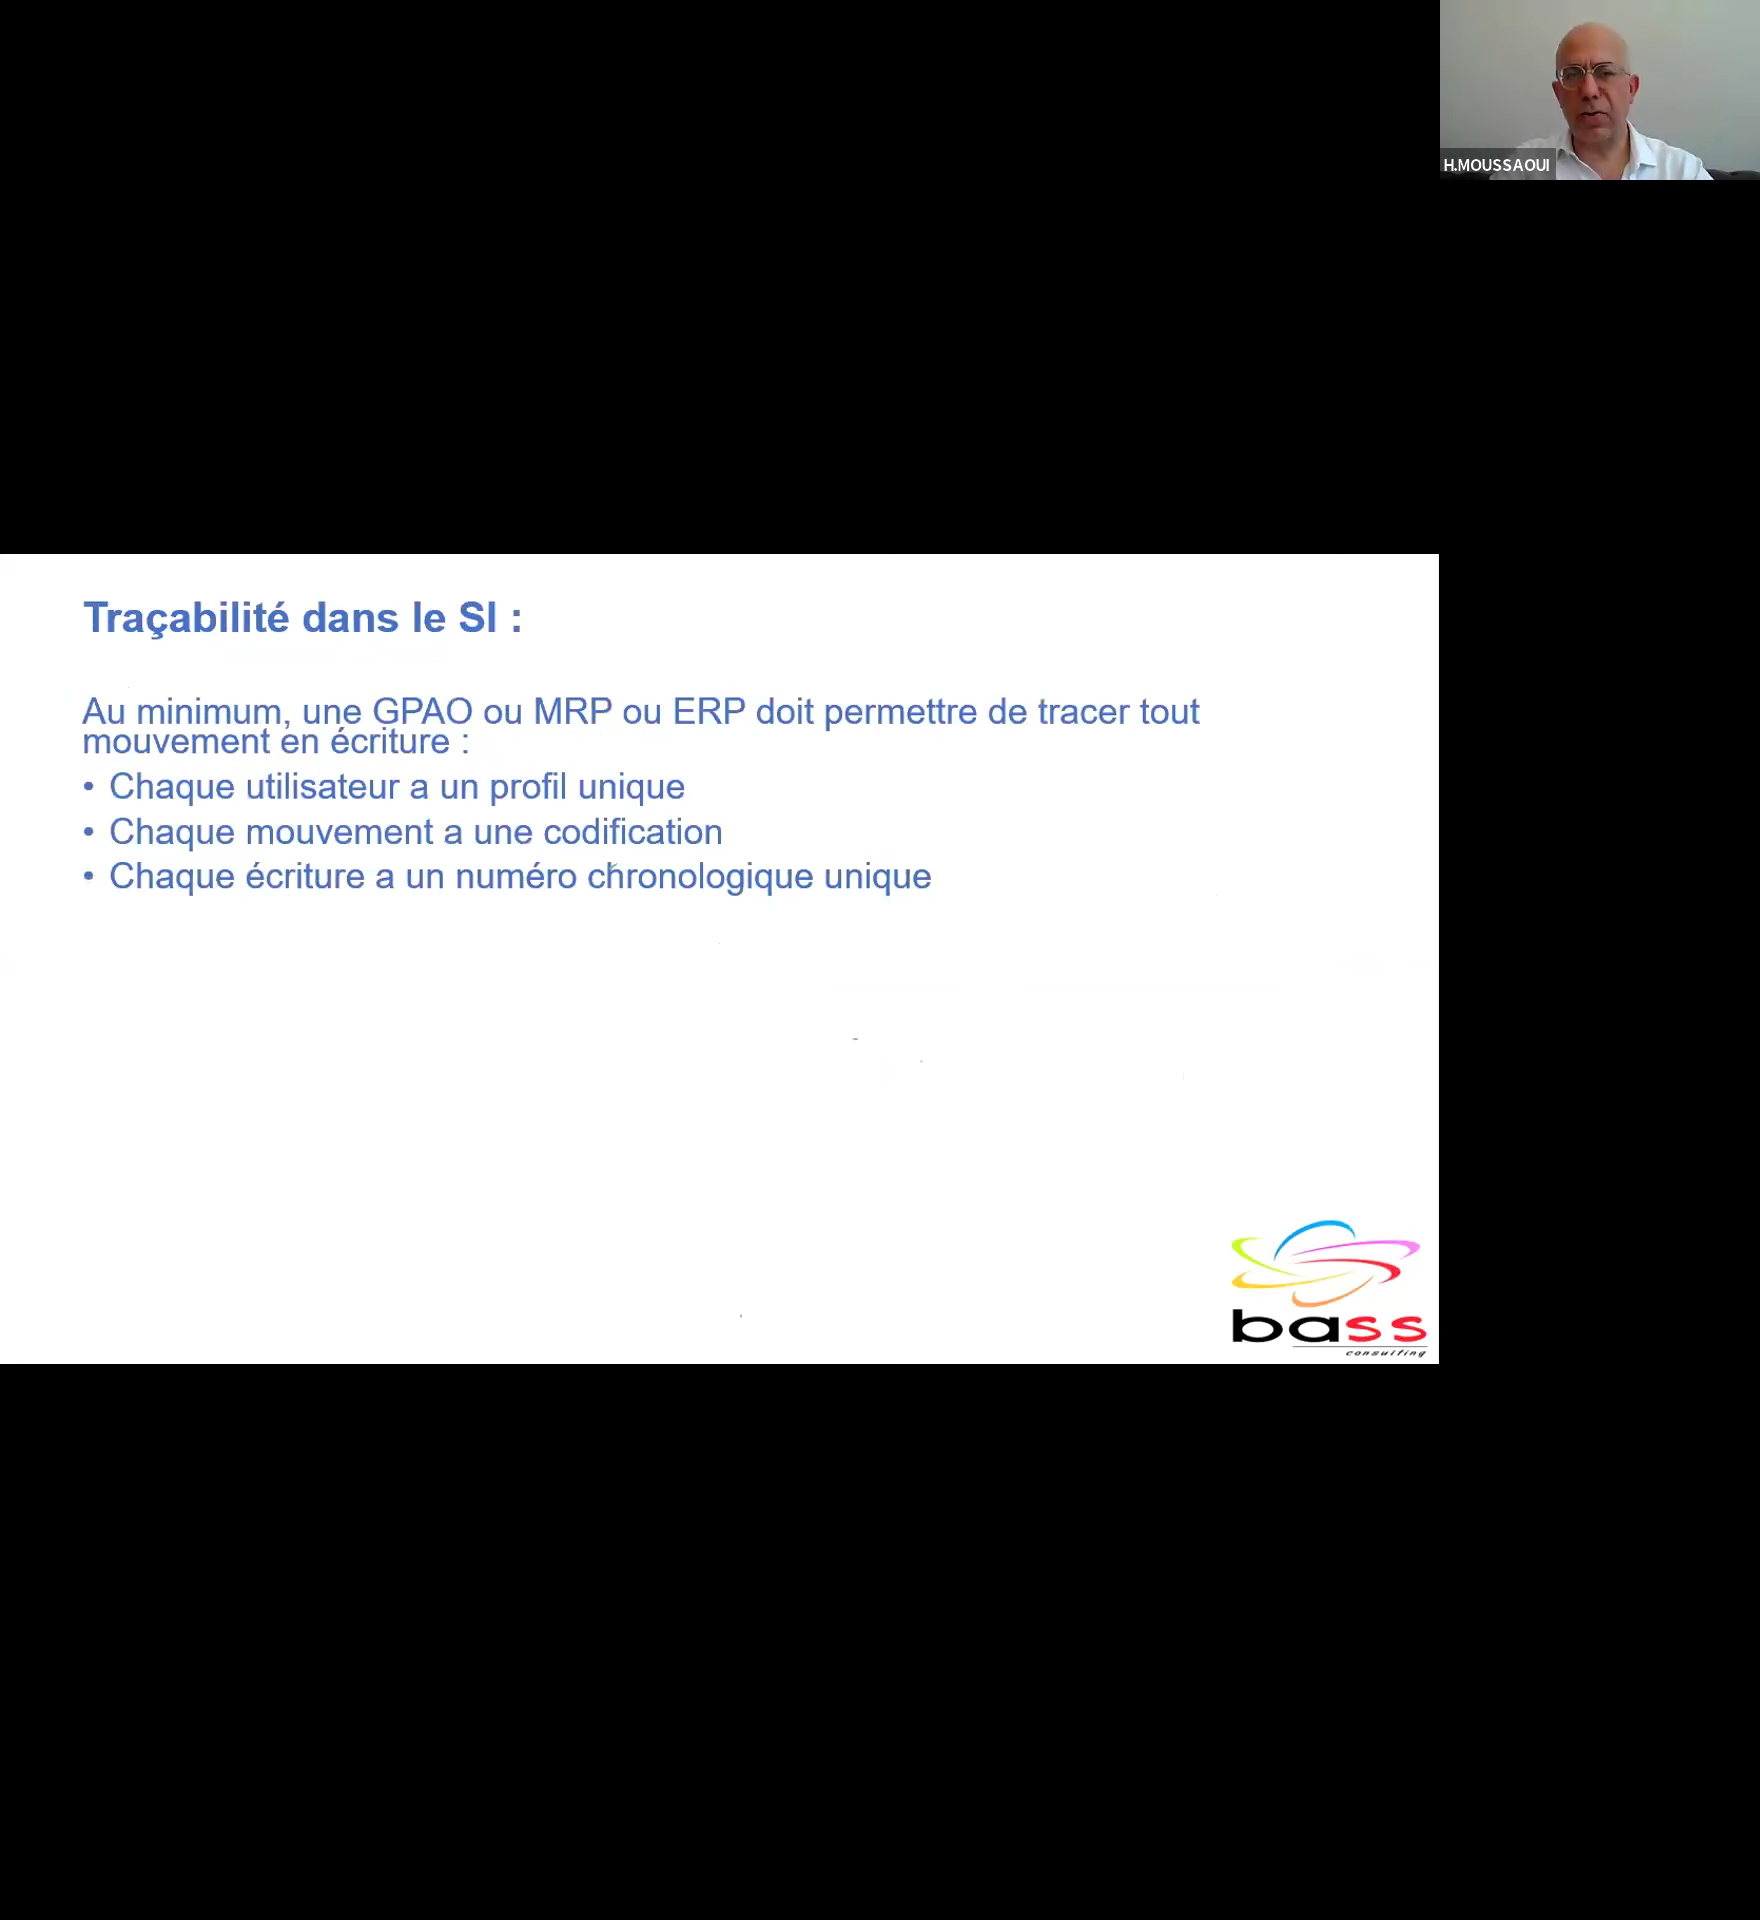 H.MOUSSAOUI
Traçabilité dans le SI :
Au minimum, une GPAO ou MRP ou ERP doit permettre de tracer tout
mouvement en écriture :
• Chaque utilisateur a un profil unique
• Chaque mouvement a une codification
• Chaque écriture a un numéro chronologique unique
bass
consulting